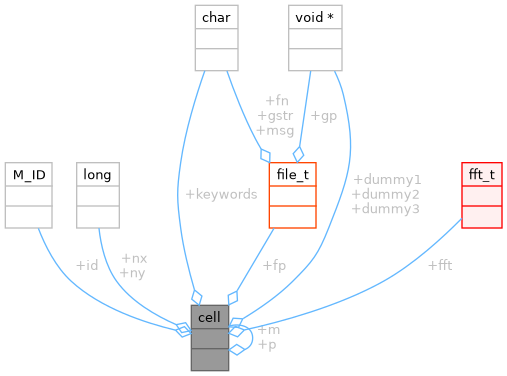 char
void *
+fn
+gstr
+msg
+gp
M_ID
long
file_t
fft_t
+keywords
+dummy1
+dummy2
+dummy3
+id
+nx
+ny
+fp
+fft
cell
+m
+p